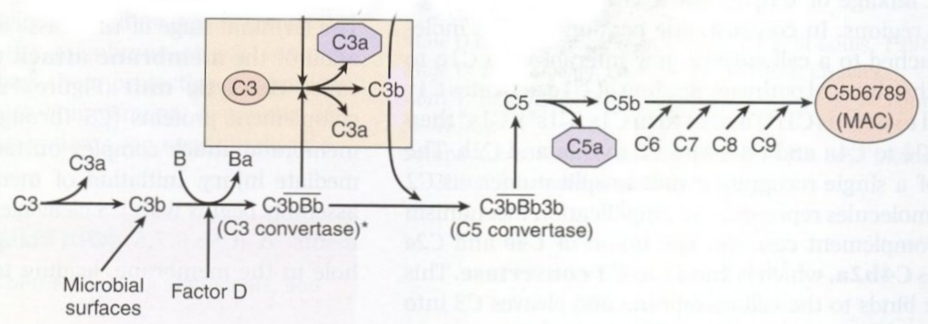 C3a
C3
C3b
C3a
C5
C5b
C5b6789
(MAC)
C5a
C6 C7 C8 C9
C3a
B
Ba
C3
C3b
C3bBb
(C3 convertase)*
C3bBb3b
(C5 convertase)
Microbial
surfaces
Factor D